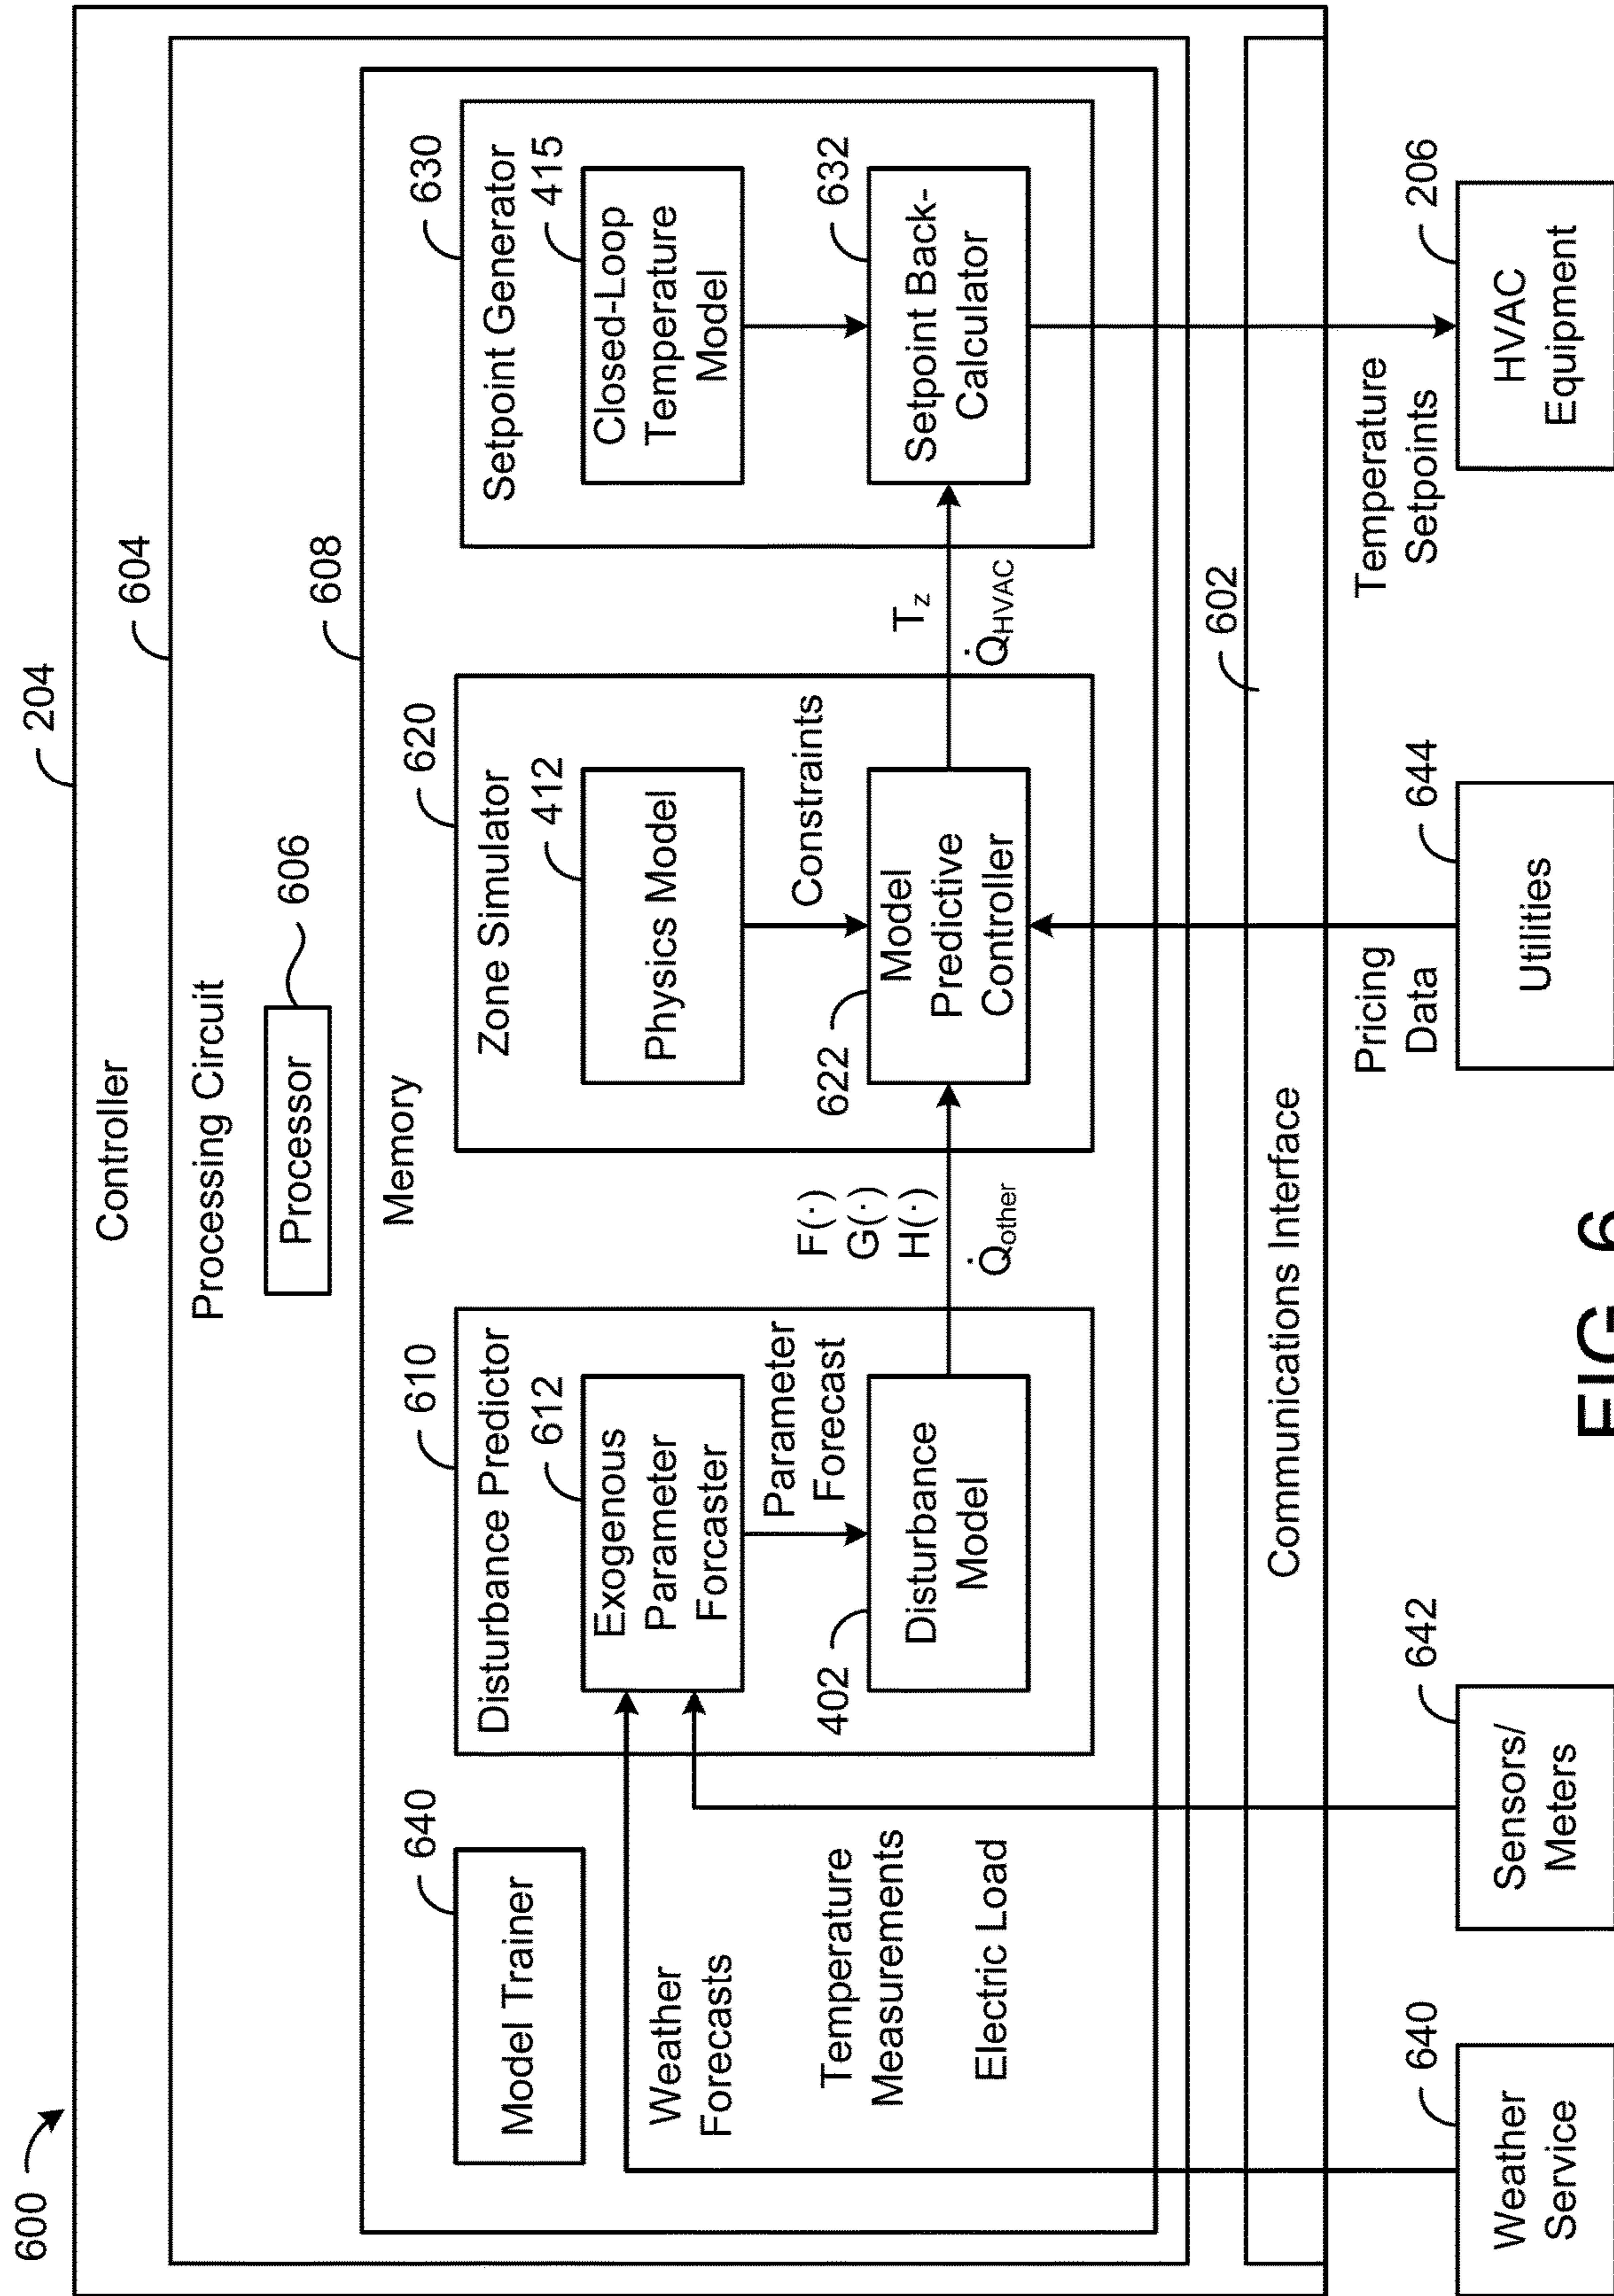 600
204
Controller
604
Processing Circuit
606
Processor
608
Memory
640
Model Trainer
610
Disturbance Predictor
612
Exogenous
Parameter
Forcaster
Parameter
Forecast
402
Disturbance
Model
Weather
Forecasts
Temperature
Measurements
Electric Load
F(·)
G(·)
H(·)
Q̇other
620
Zone Simulator
412
Physics Model
Constraints
622
Model
Predictive
Controller
Tz
Q̇HVAC
630
Setpoint Generator
415
Closed-Loop
Temperature
Model
632
Setpoint Back-
Calculator
602
Communications Interface
Pricing
Data
Temperature
Setpoints
640
Weather
Service
642
Sensors/
Meters
644
Utilities
206
HVAC
Equipment
FIG. 6